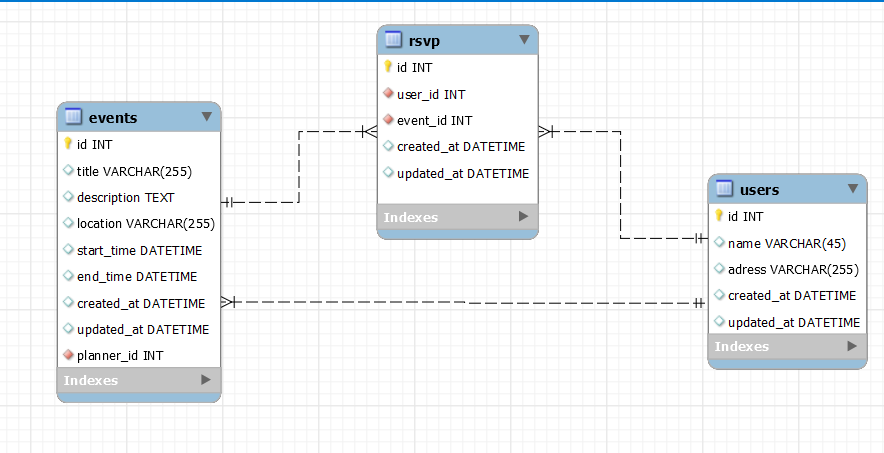 rsvp
id INT
user_id INT
event_id INT
created_at DATETIME
updated_at DATETIME
Indexes
events
id INT
title VARCHAR(255)
description TEXT
location VARCHAR(255)
start_time DATETIME
end_time DATETIME
created_at DATETIME
updated_at DATETIME
planner_id INT
Indexes
users
id INT
name VARCHAR(45)
adress VARCHAR(255)
created_at DATETIME
updated_at DATETIME
Indexes